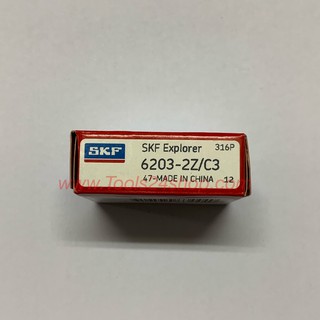 SKF
SKF Explorer 316P
6203-2Z/C3
47-MADE IN CHINA 12
www.Tools24shop.com